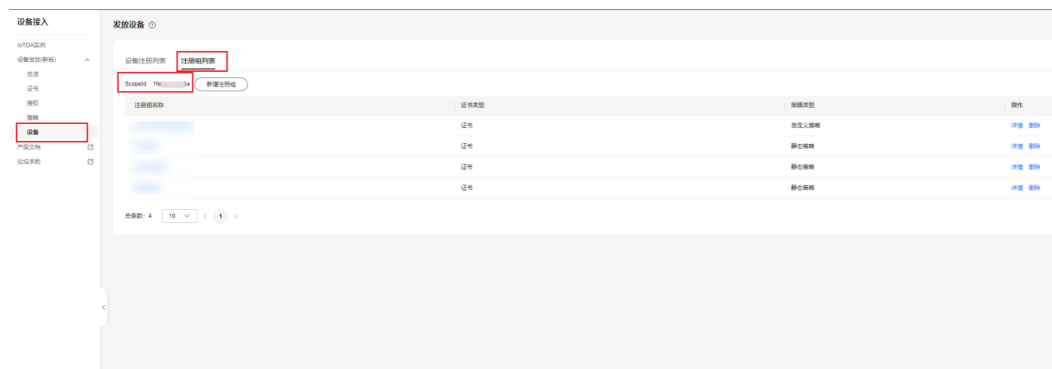 设备接入
IoTDA实例
设备发放(新版)
总览
证书
授权
策略
设备
产品文档
论坛求助
发放设备
设备注册列表 注册组列表
ScopeId 1fe 新增注册组
注册组名称 证书类型 策略类型 操作
证书 自定义策略 详情 删除
证书 静态策略 详情 删除
证书 静态策略 详情 删除
证书 静态策略 详情 删除
总条数: 4 10 1